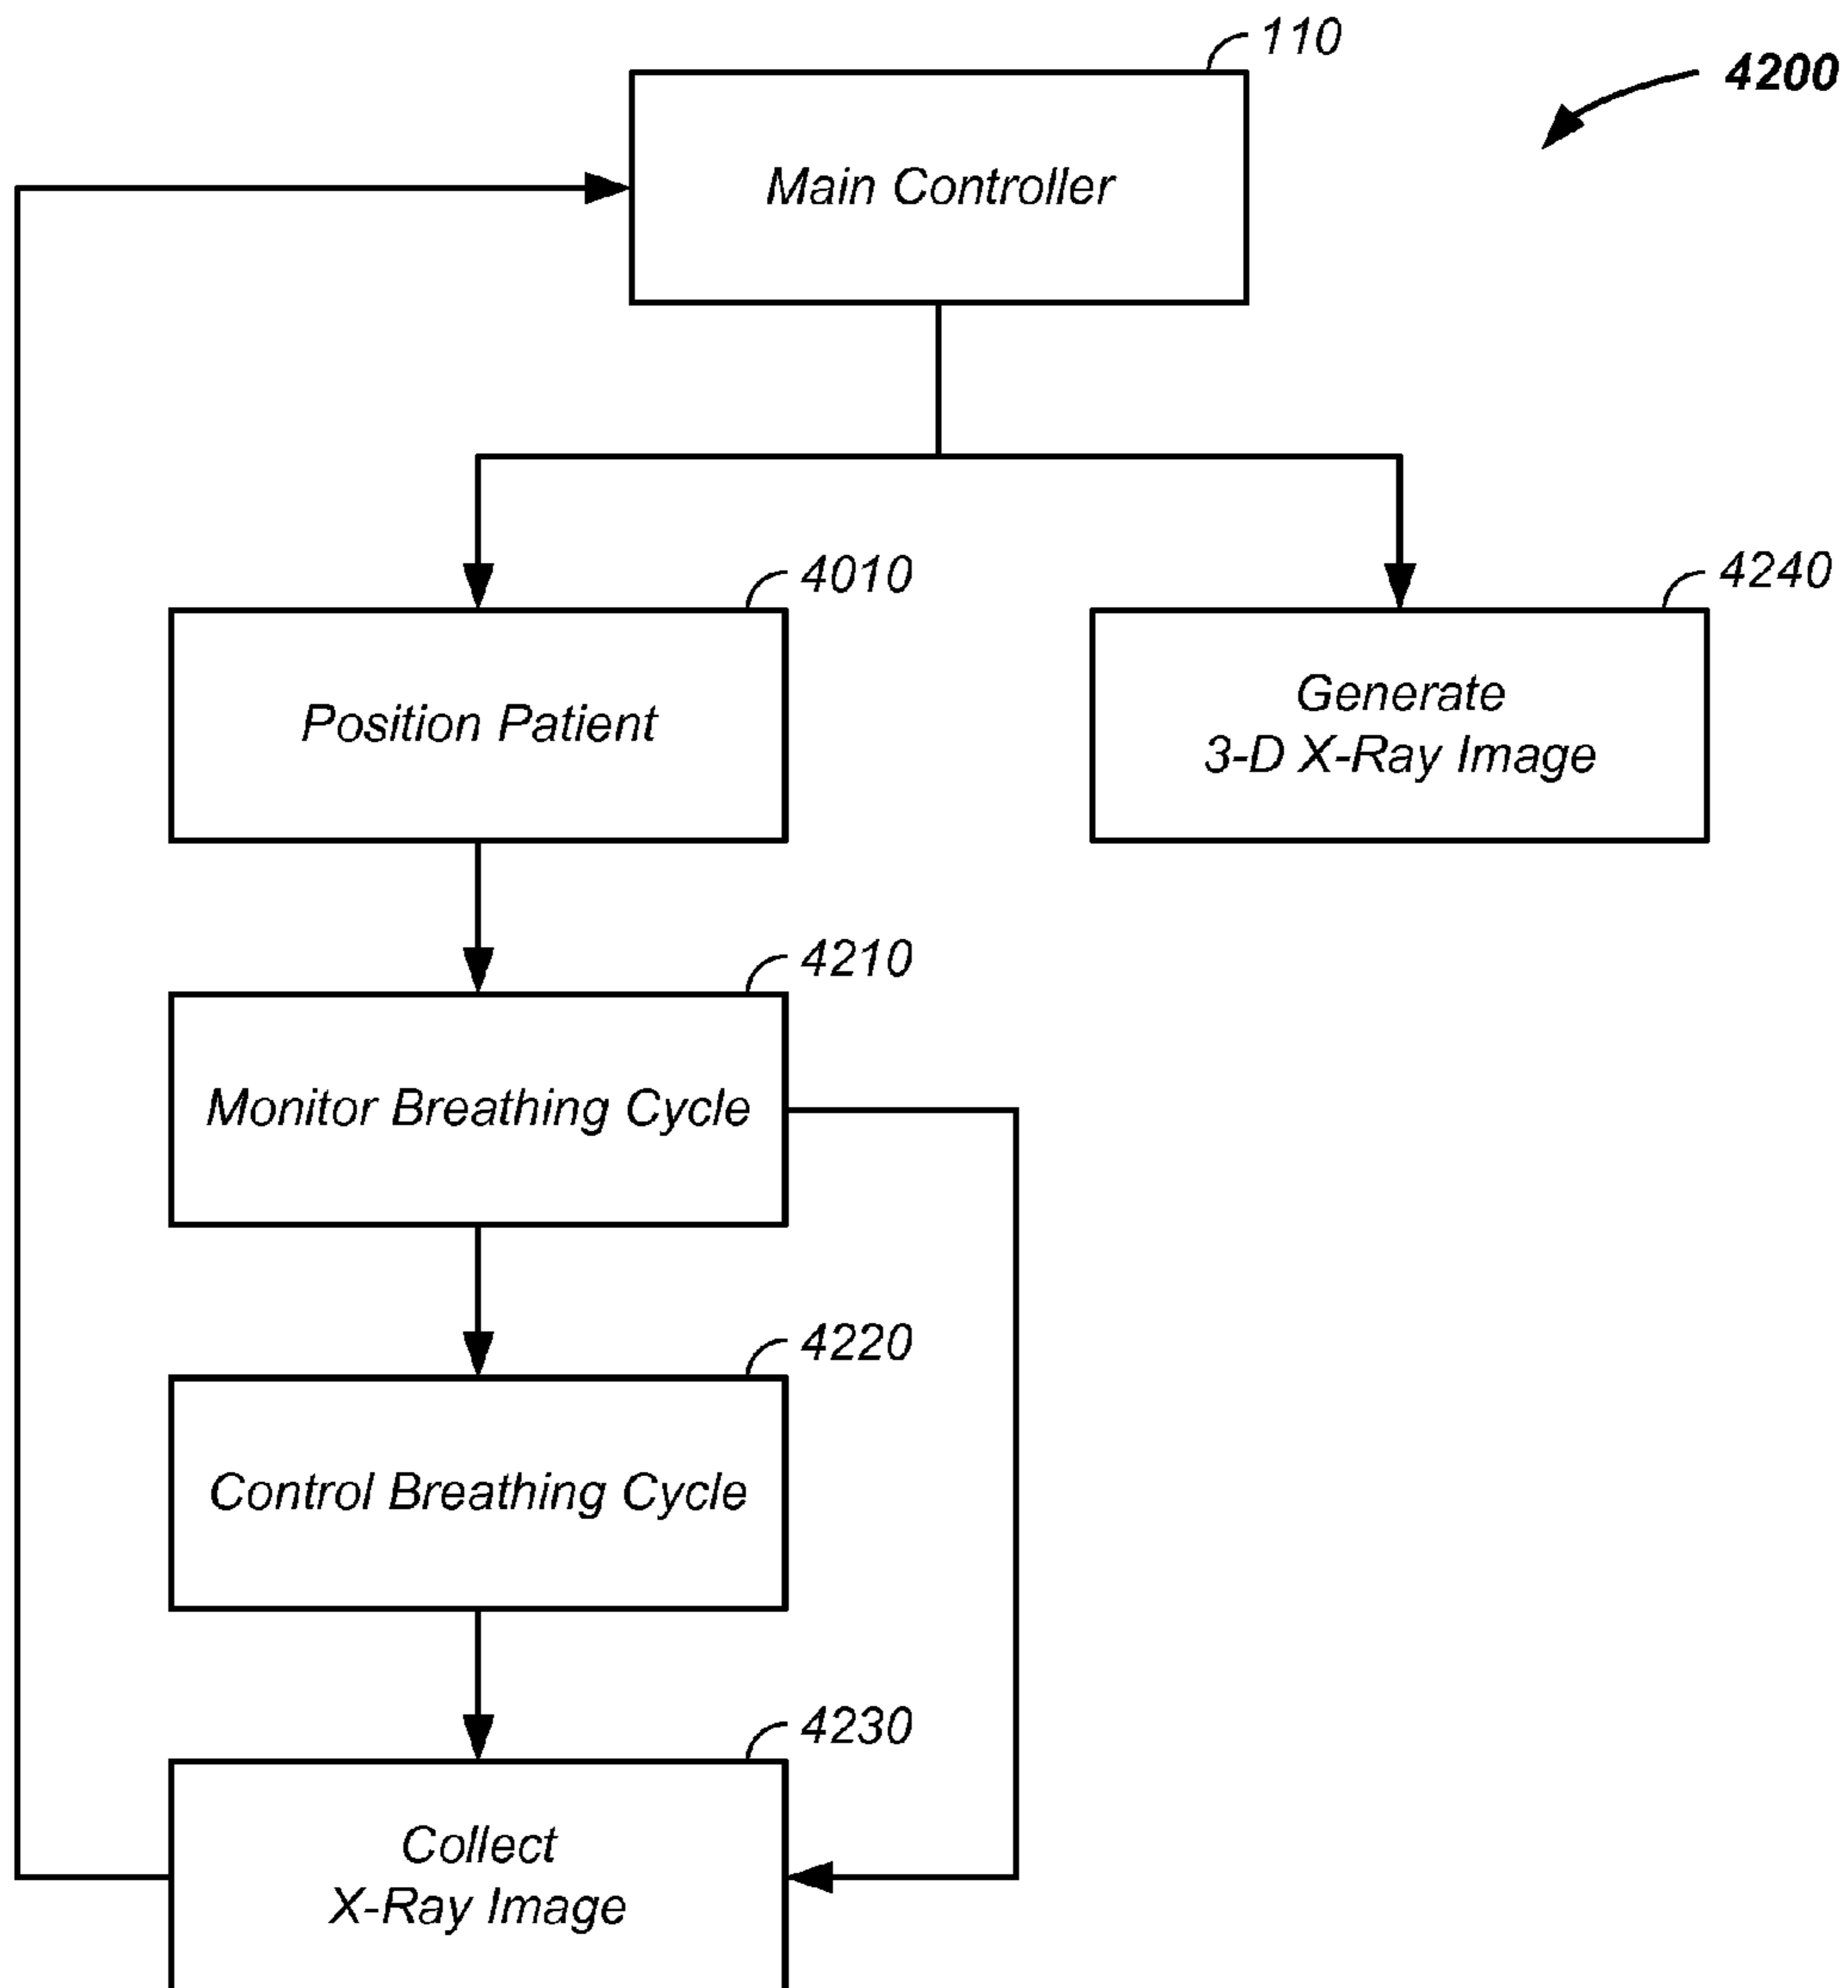 110
4200
Main Controller
4010
4240
Position Patient
Generate
3-D X-Ray Image
4210
Monitor Breathing Cycle
4220
Control Breathing Cycle
4230
Collect
X-Ray Image